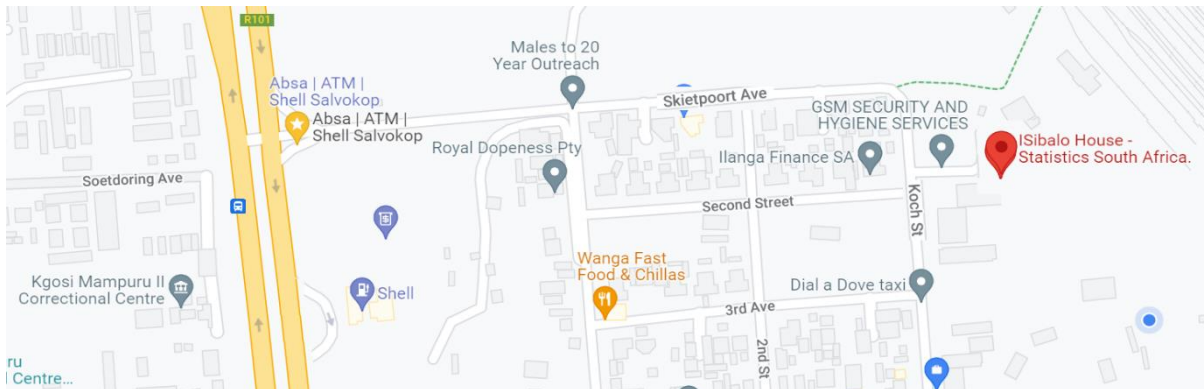 R101
Males to 20
Year Outreach
Absa | ATM |
Shell Salvokop
Absa | ATM |
Shell Salvokop
Skietpoort Ave
GSM SECURITY AND
HYGIENE SERVICES
ISibalo House -
Statistics South Africa.
Royal Dopeness Pty
Ilanga Finance SA
Soetdoring Ave
Second Street
Koch St
Wanga Fast
Food & Chillas
Kgosi Mampuru II
Correctional Centre
Shell
Dial a Dove taxi
3rd Ave
2nd St
ru
l Centre...